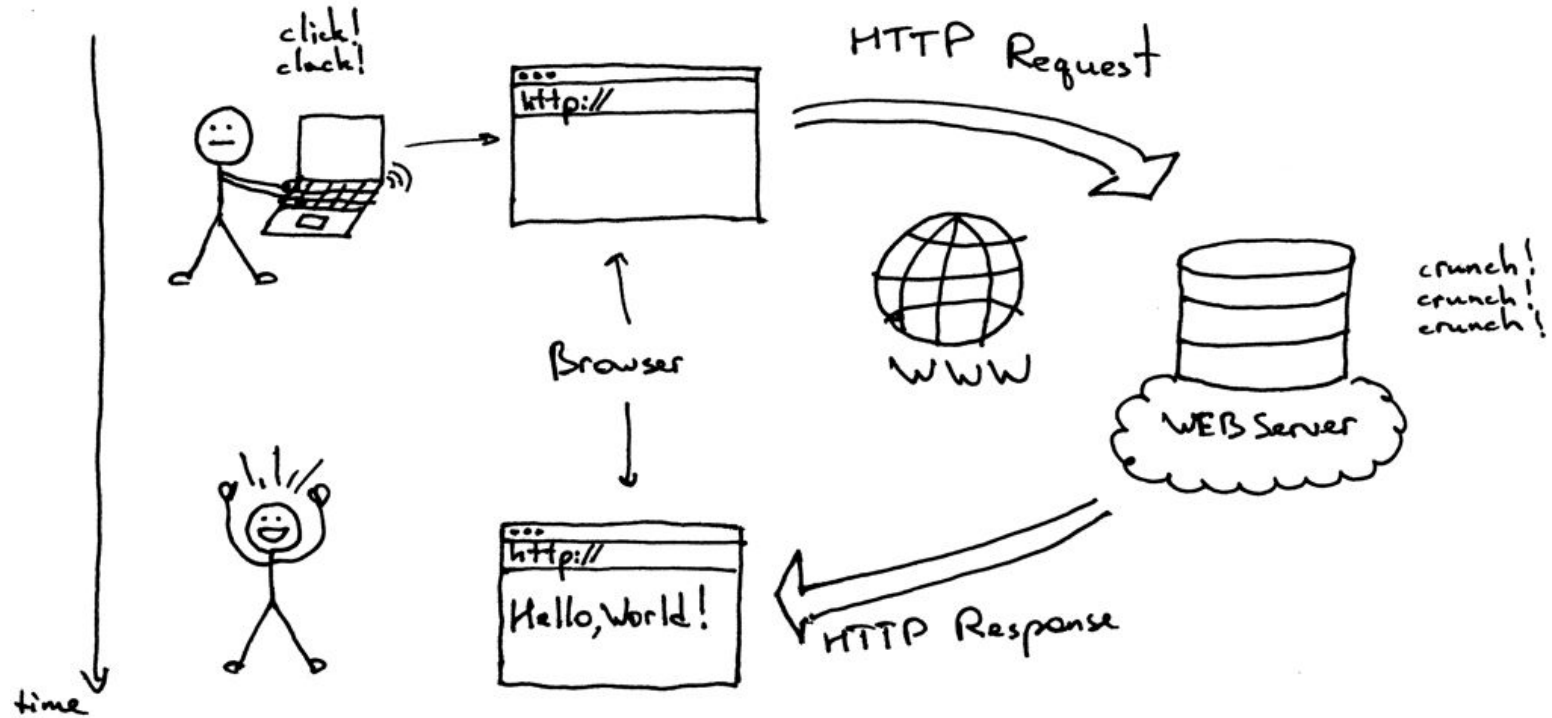 click!
clack!
HTTP Request
http://
crunch!
crunch!
crunch!
Browser
WWW
WEB Server
http://
Hello, World!
HTTP Response
time